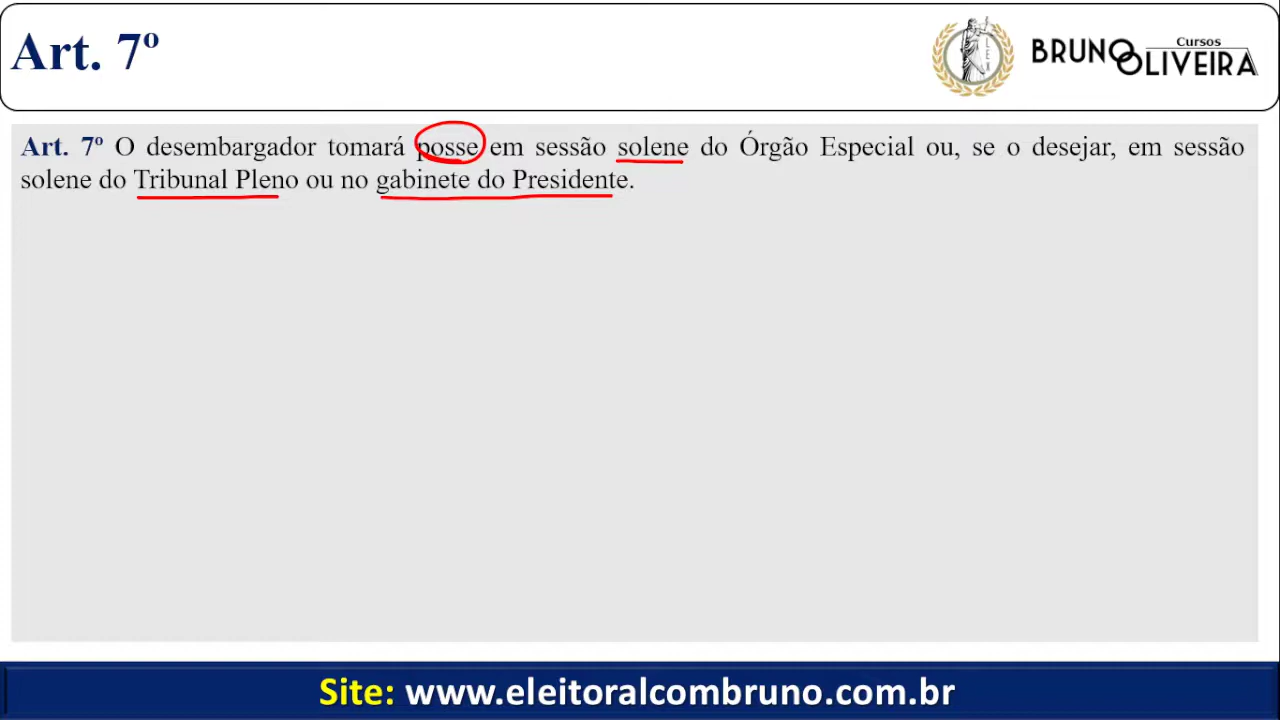 Art. 7º
Cursos
BRUNO
OLIVEIRA
LEX
Art. 7º O desembargador tomará posse em sessão solene do Órgão Especial ou, se o desejar, em sessão
solene do Tribunal Pleno ou no gabinete do Presidente.
Site: www.eleitoralcombruno.com.br